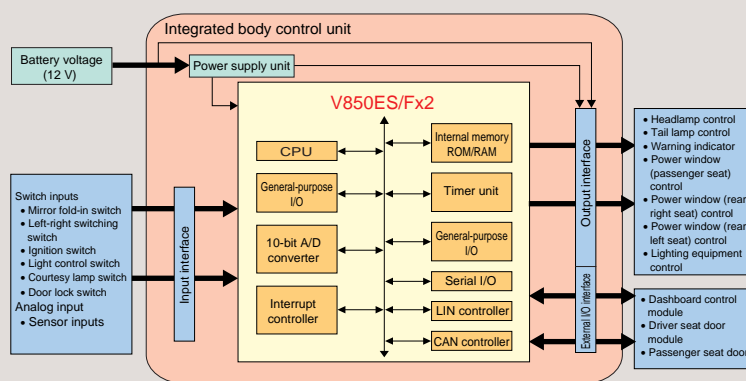 Integrated body control unit
Battery voltage
(12 V)
Power supply unit
V850ES/Fx2
CPU
General-purpose
I/O
10-bit A/D
converter
Interrupt
controller
Internal memory
ROM/RAM
Timer unit
General-purpose
I/O
Serial I/O
LIN controller
CAN controller
Switch inputs
• Mirror fold-in switch
• Left-right switching
switch
• Ignition switch
• Light control switch
• Courtesy lamp switch
• Door lock switch
Analog input
• Sensor inputs
Input interface
Output interface
External I/O interface
• Headlamp control
• Tail lamp control
• Warning indicator
• Power window
(passenger seat)
control
• Power window (rear
right seat) control
• Power window (rear
left seat) control
• Lighting equipment
control
• Dashboard control
module
• Driver seat door
module
• Passenger seat door